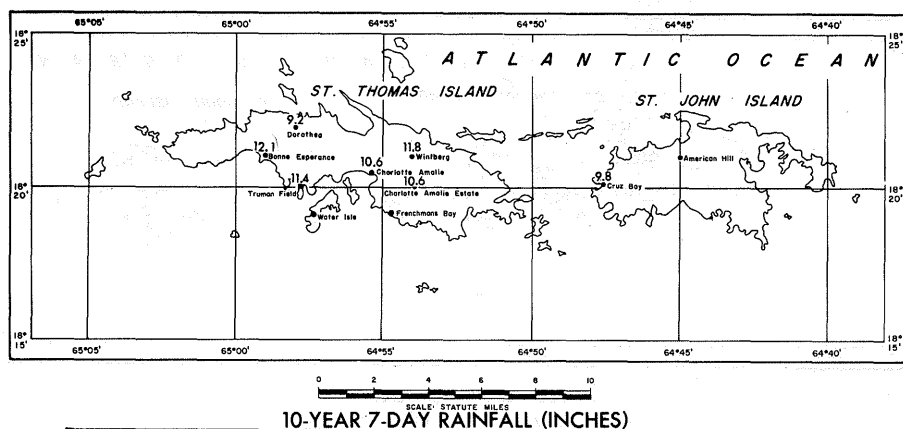 65°05' 65°00' 64°55' 64°50' 64°45' 64°40'
18° 25' 18° 25'
ATLANTIC OCEAN
ST. THOMAS ISLAND
ST. JOHN ISLAND
9.2
Dorothea
12.1
Bonne Esperance
11.8
Wintberg
American Hill
10.6
Charlotte Amalie
11.4
Truman Field
10.6
Charlotte Amalie Estate
9.8
Cruz Bay
18° 20' 18° 20'
Water Isle
Frenchmans Bay
18° 15' 18° 15'
65°05' 65°00' 64°55' 64°50' 64°45' 64°40'
0 2 4 6 8 10
SCALE: STATUTE MILES
10-YEAR 7-DAY RAINFALL (INCHES)